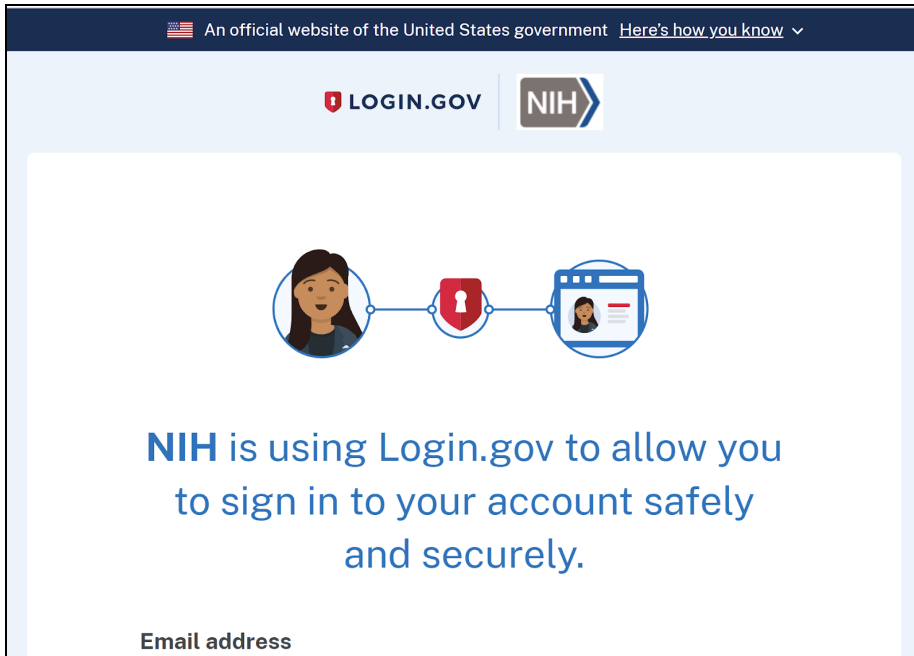 An official website of the United States government Here's how you know
LOGIN.GOV NIH
NIH is using Login.gov to allow you
to sign in to your account safely
and securely.
Email address